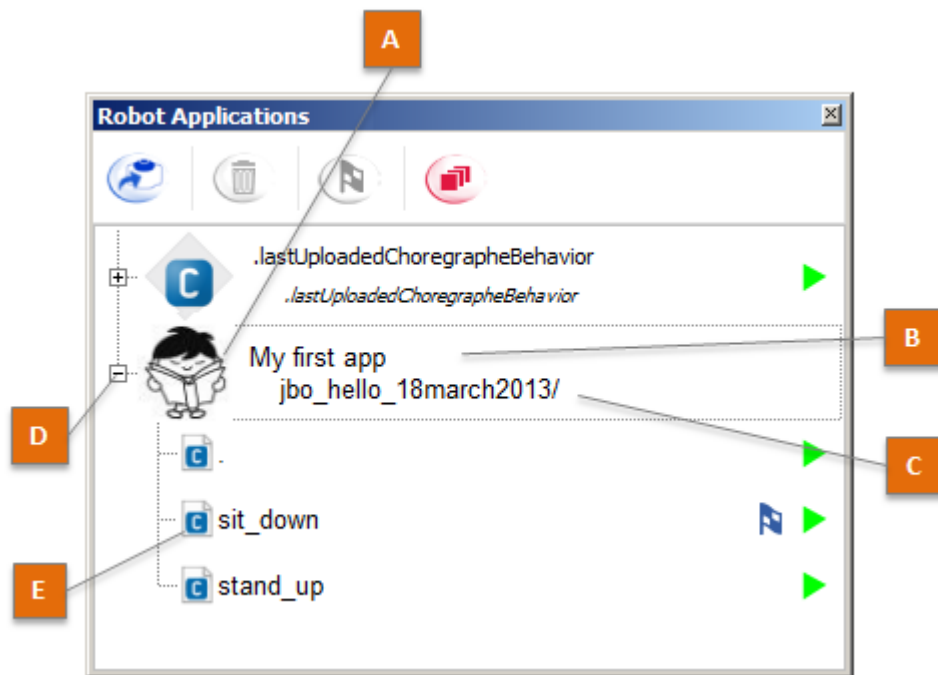 A
Robot Applications
C
.lastUploadedChoregrapheBehavior
.lastUploadedChoregrapheBehavior
B
My first app
jbo_hello_18march2013/
D
C .
C
C sit_down
E
C stand_up